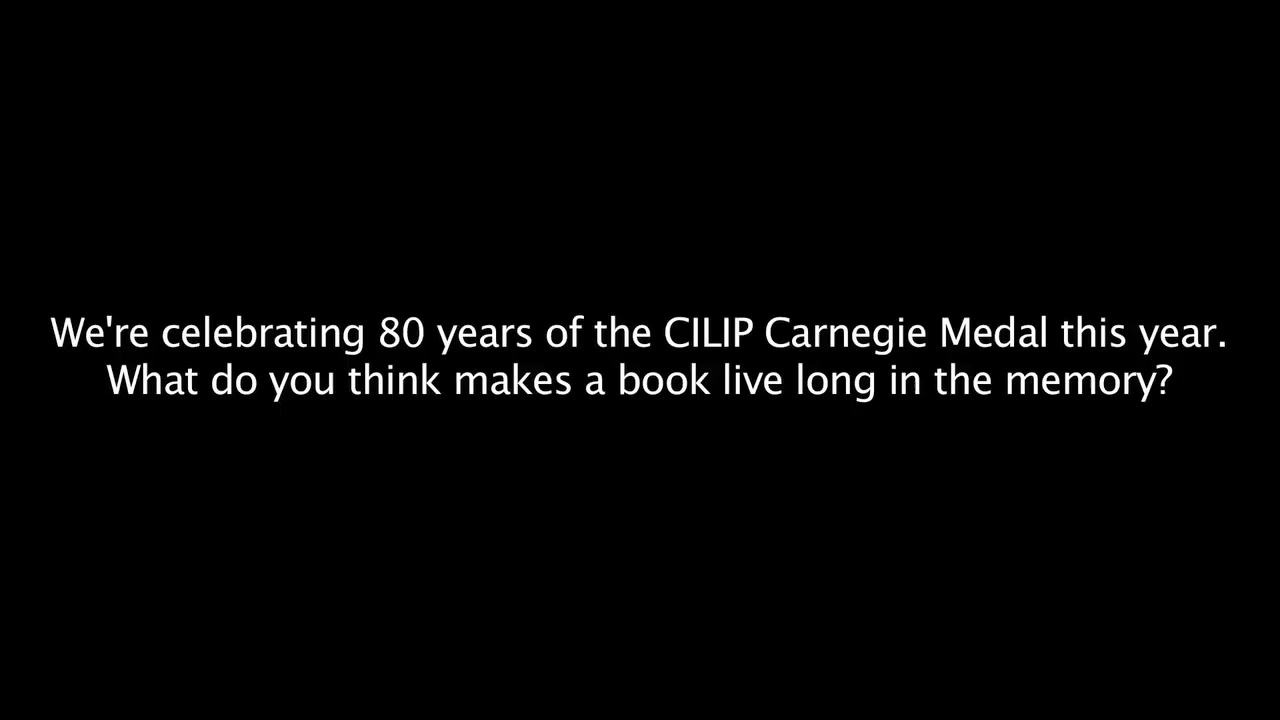 We're celebrating 80 years of the CILIP Carnegie Medal this year.
What do you think makes a book live long in the memory?